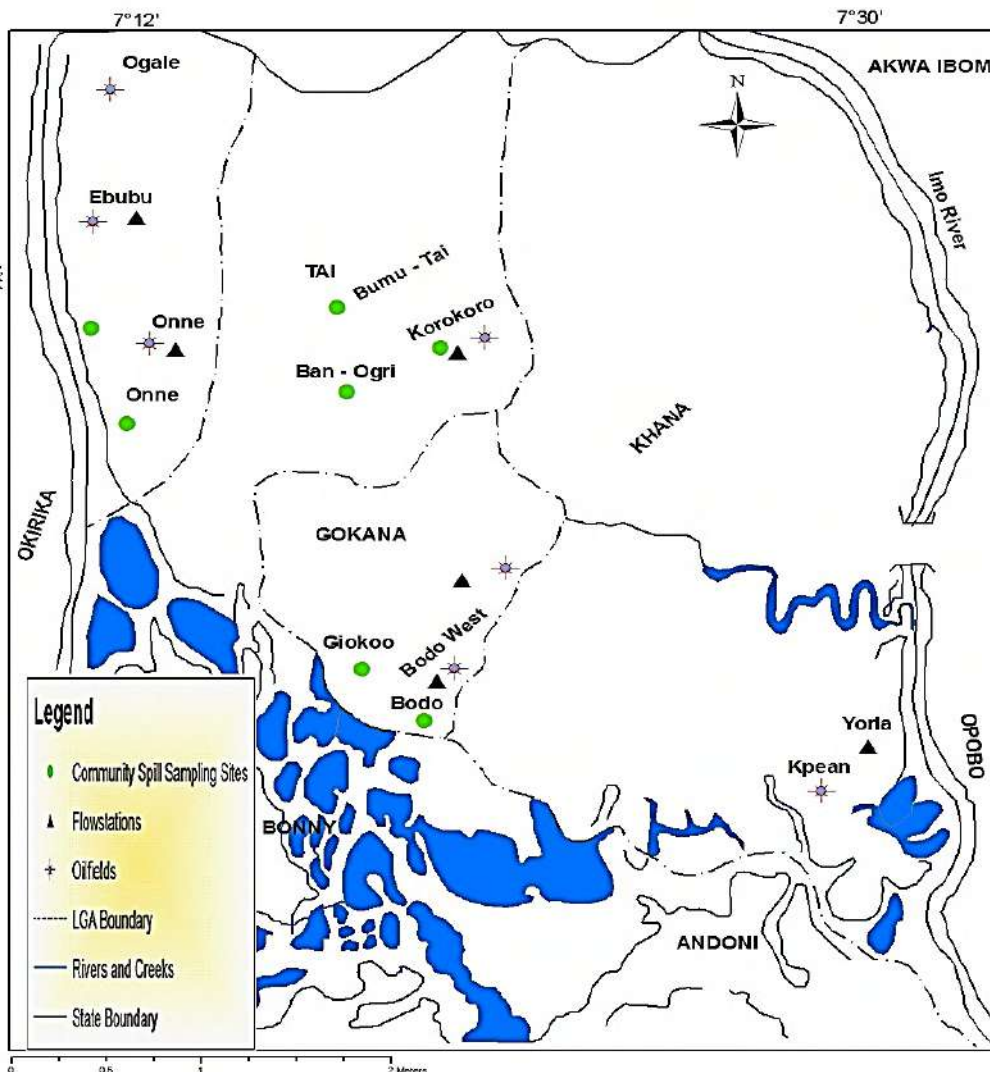 7°12'
7°30'
Ogale
AKWA IBOM
N
Ebubu
Imo River
TAI
Bumu - Tai
Onne
Korokoro
Ban - Ogri
Onne
KHANA
OKIRIKA
GOKANA
Giokoo
Bodo West
Bodo
Yorla
OPOBO
Kpean
BONNY
ANDONI
Legend
Community Spill Sampling Sites
Flowstations
Oilfelds
LGA Boundary
Rivers and Creeks
State Boundary
0 0.5 1 2 Meters